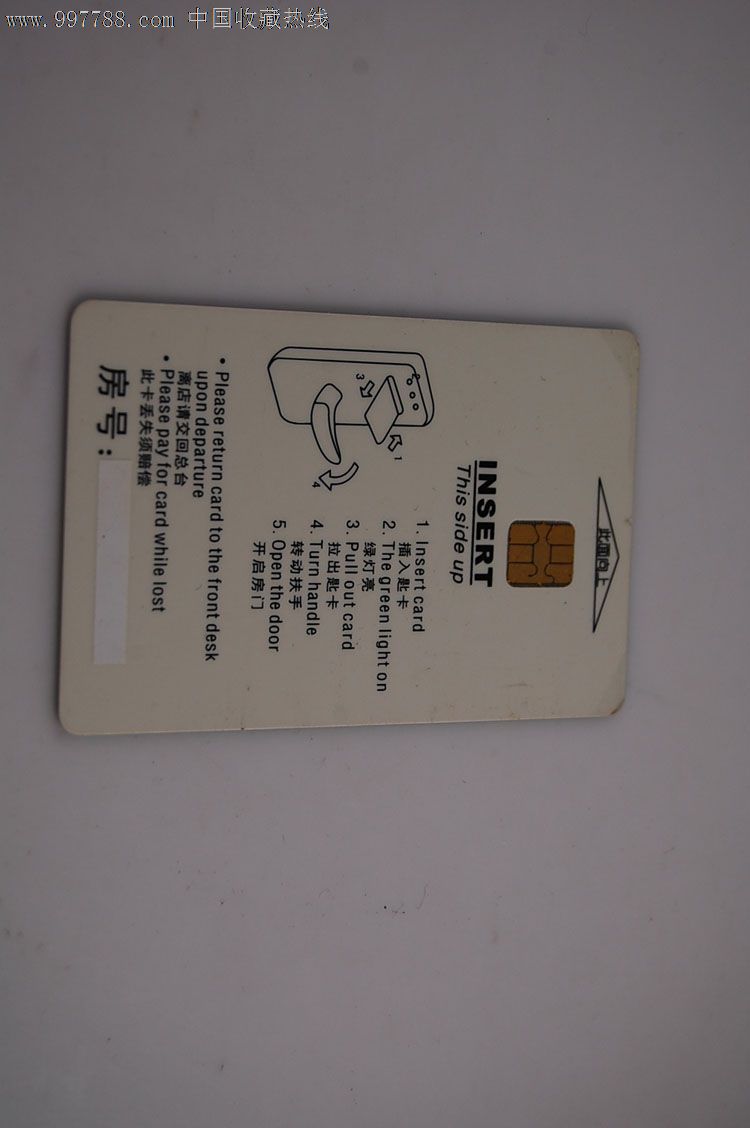 www.997788.com 中国收藏热线
此面向上
INSERT
This side up
1. Insert card
插入匙卡
2. The green light on
绿灯亮
3. Pull out card
拉出匙卡
4. Turn handle
转动扶手
5. Open the door
开启房门
1
2
3
4
• Please return card to the front desk
upon departure
离店请交回总台
• Please pay for card while lost
此卡丢失须赔偿
房号：